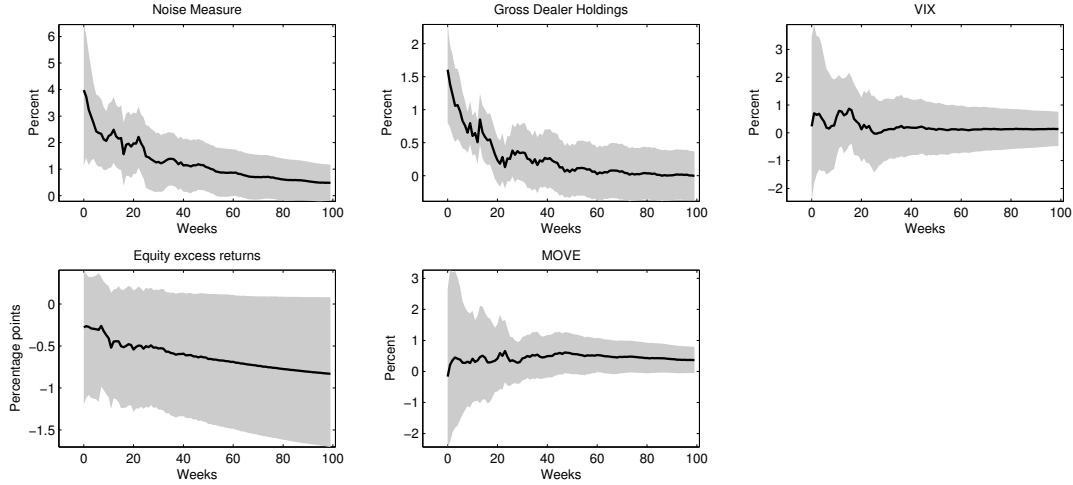 Noise Measure
Percent
6
5
4
3
2
1
0
0 20 40 60 80 100
Weeks
Gross Dealer Holdings
Percent
2
1.5
1
0.5
0
0 20 40 60 80 100
Weeks
VIX
Percent
3
2
1
0
−1
−2
0 20 40 60 80 100
Weeks
Equity excess returns
Percentage points
0
−0.5
−1
−1.5
0 20 40 60 80 100
Weeks
MOVE
Percent
3
2
1
0
−1
−2
0 20 40 60 80 100
Weeks